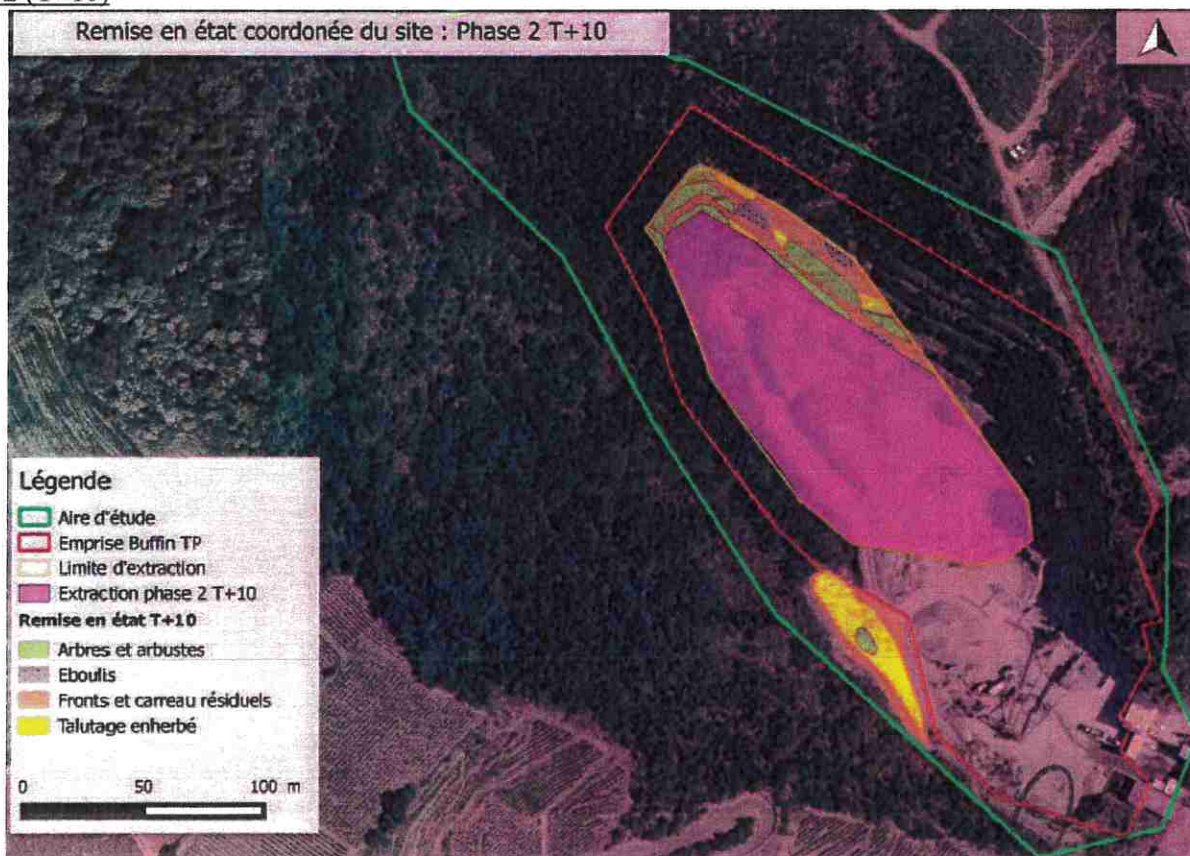 Remise en état coordonée du site : Phase 2 T+10
Légende
Aire d'étude
Emprise Buffin TP
Limite d'extraction
Extraction phase 2 T+10
Remise en état T+10
Arbres et arbustes
Eboulis
Fronts et carreau résiduels
Talutage enherbé
0 50 100 m